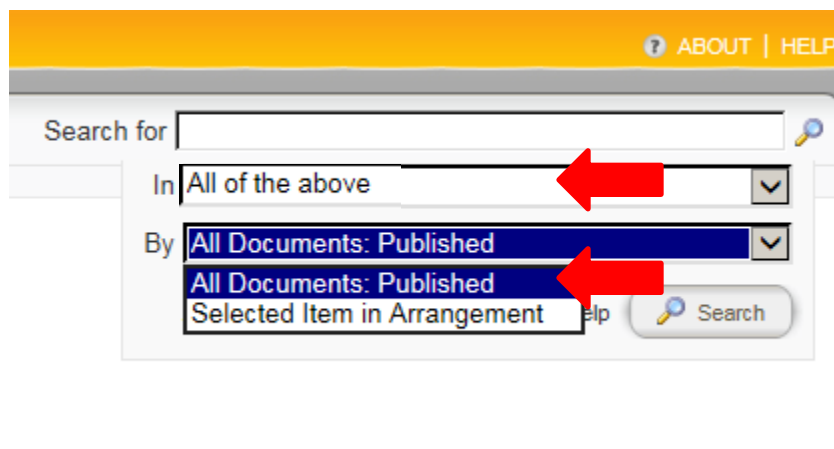 ABOUT | HELP
Search for
In All of the above
By All Documents: Published
All Documents: Published
Selected Item in Arrangement
elp Search